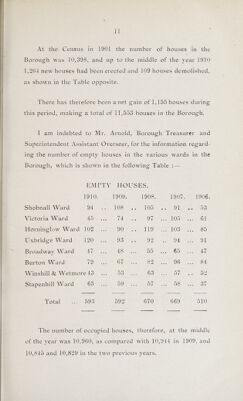 11
At the Census in 1901 the number of houses in the
Borough was 10,398, and up to the middle of the year 1910
1,264 new houses had been erected and 109 houses demolished,
as shown in the Table opposite.
There has therefore been a net gain of 1,155 houses during
this period, making a total of 11,553 houses in the Borough.
I am indebted to Mr. Arnold, Borough Treasurer and
Superintendent Assistant Overseer, for the information regard-
ing the number of empty houses in the various wards in the
Borough, which is shown in the following Table :—
EMPTY HOUSES.
1910. 1909. 1908. 1907. 1906.
Shobnall Ward 94 .. 108 .. 105 .. 91 .. 53
Victoria Ward 45 ... 74 .. 97 ... 105 ... 61
Horninglow Ward 102 ... 90 .. 119 ... 103 ... 85
Uxbridge Ward 120 ... 93 .. 92 .. 94 ... 91
Broadway Ward 47 ... 48 ... 55 ... 65 ... 47
Burton Ward 79 ... 67 ... 82 ... 96 ... 84
Winshill & Wetmore 43 ... 53 ... 63 ... 57 .. 52
Stapenhill Ward 63 ... 59 ... 57 ... 58 ... 37
Total ... 593 592 670 669 510
The number of occupied houses, therefore, at the middle
of the year was 10,960, as compared with 10,944 in 1909, and
10,845 and 10,829 in the two previous years.